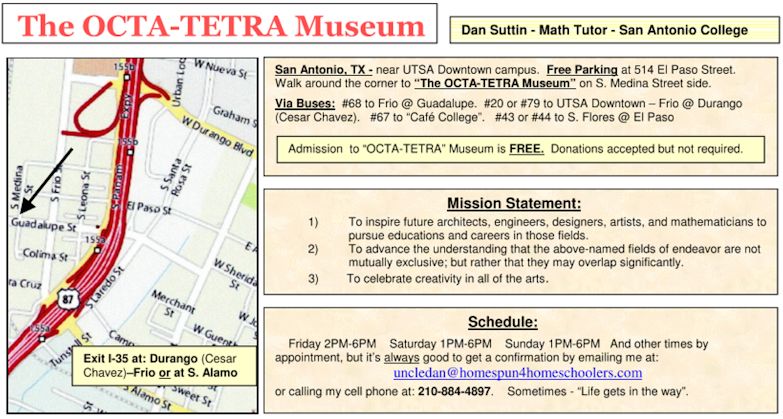 The OCTA-TETRA Museum
Dan Suttin - Math Tutor - San Antonio College
San Antonio, TX - near UTSA Downtown campus.  Free Parking at 514 El Paso Street.
Walk around the corner to "The OCTA-TETRA Museum" on S. Medina Street side.
Via Buses:  #68 to Frio @ Guadalupe.  #20 or #79 to UTSA Downtown – Frio @ Durango
(Cesar Chavez).  #67 to "Café College".  #43 or #44 to S. Flores @ El Paso
Admission  to "OCTA-TETRA" Museum is FREE.  Donations accepted but not required.
Mission Statement:
1) To inspire future architects, engineers, designers, artists, and mathematicians to
pursue educations and careers in those fields.
2) To advance the understanding that the above-named fields of endeavor are not
mutually exclusive; but rather that they may overlap significantly.
3) To celebrate creativity in all of the arts.
Schedule:
Friday 2PM-6PM    Saturday 1PM-6PM    Sunday 1PM-6PM   And other times by
appointment, but it's always good to get a confirmation by emailing me at:
uncledan@homespun4homeschoolers.com
or calling my cell phone at: 210-884-4897.    Sometimes - "Life gets in the way".
155b
W Nueva St
Urban Loc
Expy
Graham S
W Durango Blvd
155b
S Medina St
S Frio St
S Leona St
S Panam
S Santa Rosa St
El Paso St
Guadalupe St
155a
Colima St
E A
W Sherida
S Laredo St
ta Cruz
87
Merchant St
W
W Guenth
155a
Camp
Tunstall St
Exit I-35 at: Durango (Cesar
Chavez)–Frio or at S. Alamo